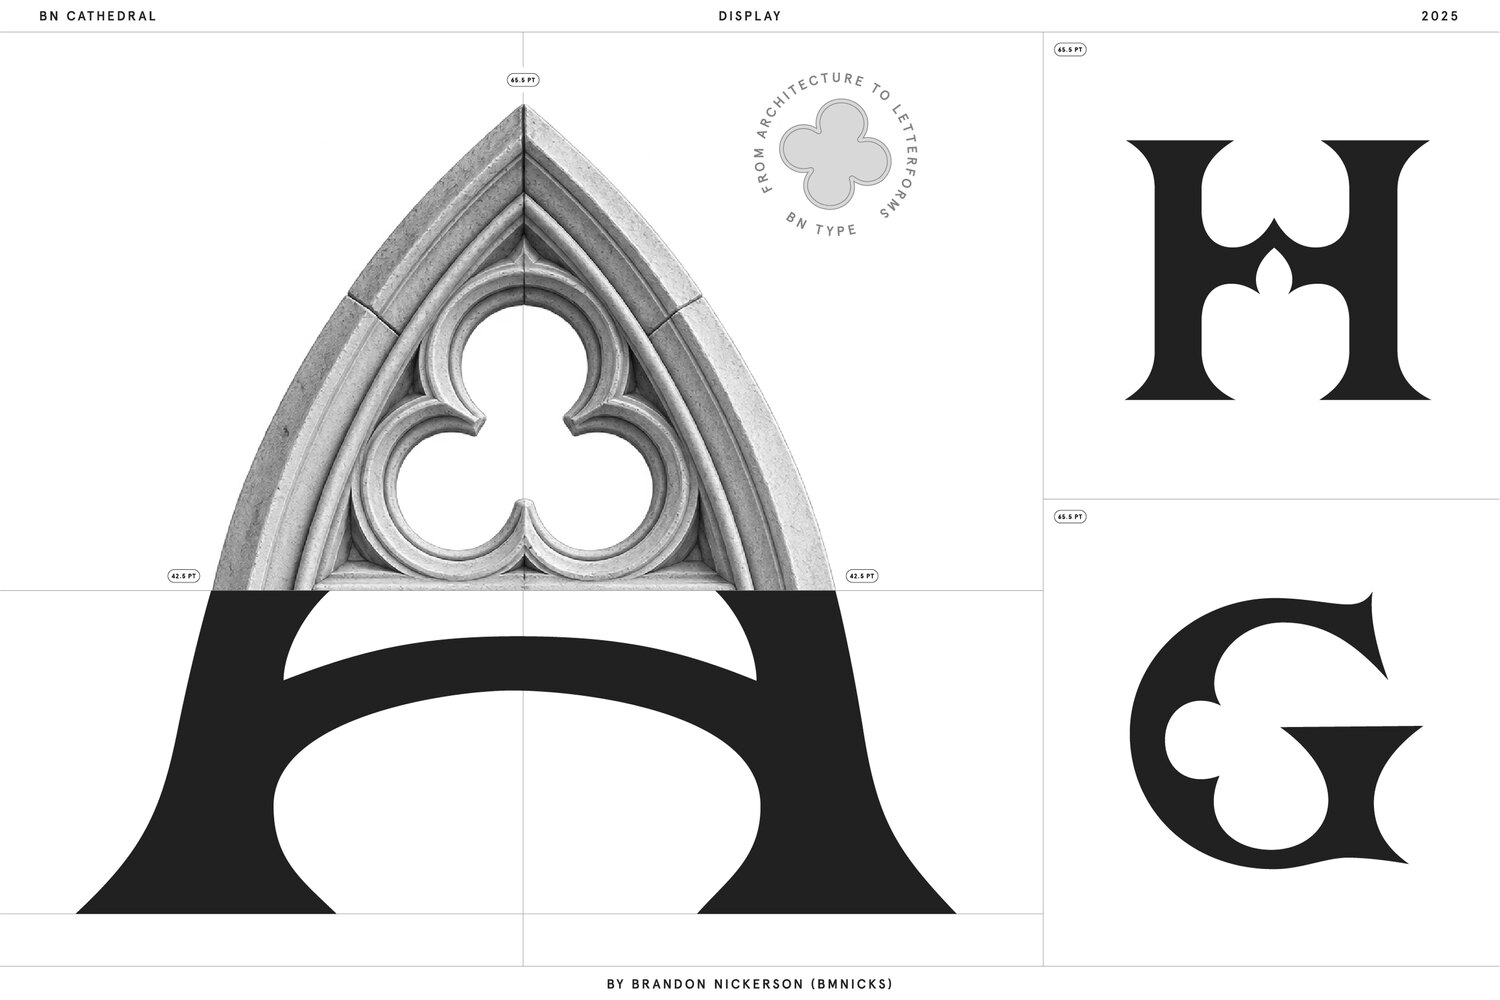 BN CATHEDRAL
DISPLAY
2025
65.5 PT
FROM ARCHITECTURE TO LETTERFORMS
BN TYPE
42.5 PT
42.5 PT
A
65.5 PT
H
65.5 PT
G
BY BRANDON NICKERSON (BMNICKS)